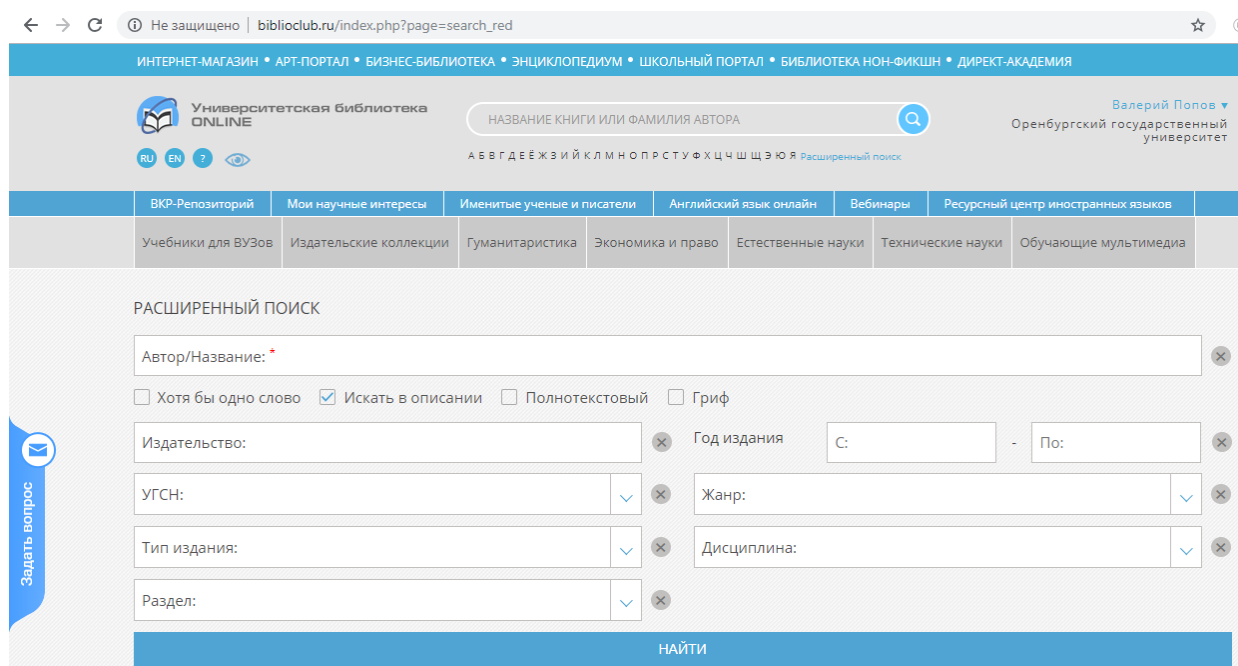 Не защищено | biblioclub.ru/index.php?page=search_red
ИНТЕРНЕТ-МАГАЗИН • АРТ-ПОРТАЛ • БИЗНЕС-БИБЛИОТЕКА • ЭНЦИКЛОПЕДИУМ • ШКОЛЬНЫЙ ПОРТАЛ • БИБЛИОТЕКА НОН-ФИКШН • ДИРЕКТ-АКАДЕМИЯ
Университетская библиотека
ONLINE
НАЗВАНИЕ КНИГИ ИЛИ ФАМИЛИЯ АВТОРА
Валерий Попов ▾
Оренбургский государственный
университет
RU EN ?
А Б В Г Д Е Ё Ж З И Й К Л М Н О П Р С Т У Ф Х Ц Ч Ш Щ Э Ю Я Расширенный поиск
ВКР-Репозиторий Мои научные интересы Именитые ученые и писатели Английский язык онлайн Вебинары Ресурсный центр иностранных языков
Учебники для ВУЗов Издательские коллекции Гуманитаристика Экономика и право Естественные науки Технические науки Обучающие мультимедиа
РАСШИРЕННЫЙ ПОИСК
Автор/Название: *
Хотя бы одно слово Искать в описании Полнотекстовый Гриф
Издательство: Год издания С: - По:
УГСН: Жанр:
Тип издания: Дисциплина:
Раздел:
НАЙТИ
Задать вопрос